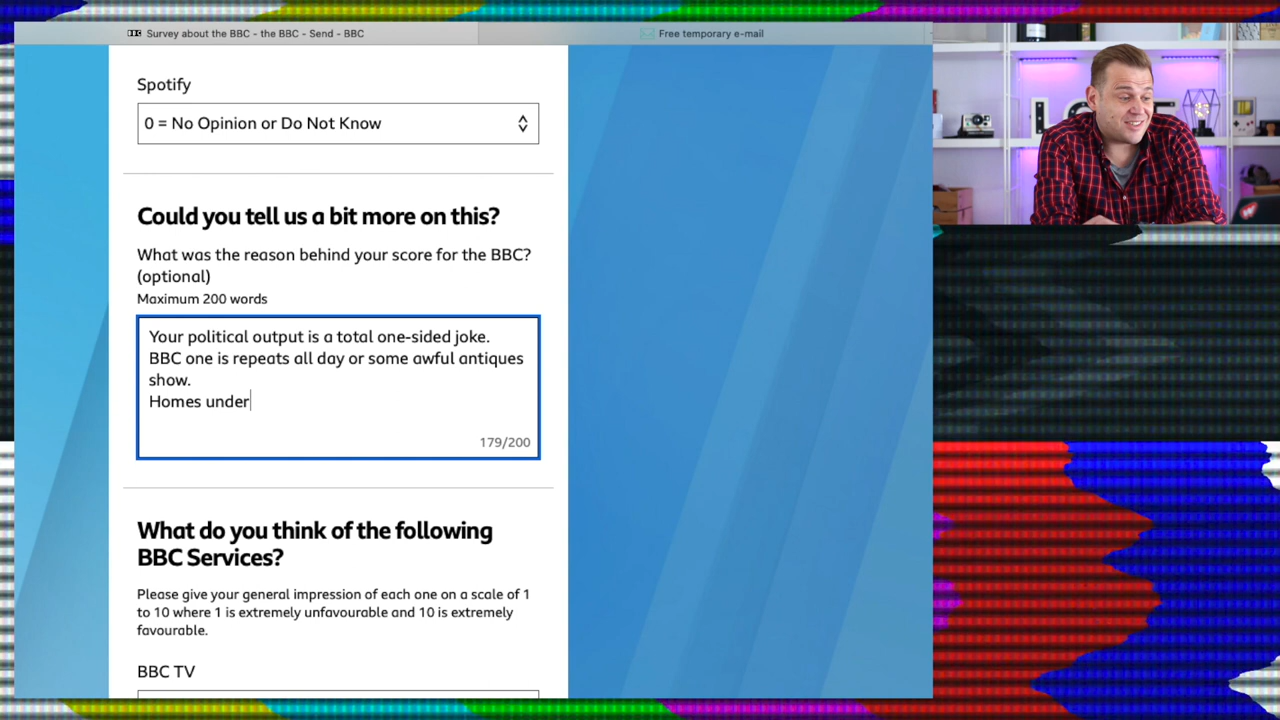 BBC Survey about the BBC - the BBC - Send - BBC
Free temporary e-mail
Spotify
0 = No Opinion or Do Not Know
Could you tell us a bit more on this?
What was the reason behind your score for the BBC?
(optional)
Maximum 200 words
Your political output is a total one-sided joke.
BBC one is repeats all day or some awful antiques
show.
Homes under
179/200
What do you think of the following
BBC Services?
Please give your general impression of each one on a scale of 1
to 10 where 1 is extremely unfavourable and 10 is extremely
favourable.
BBC TV